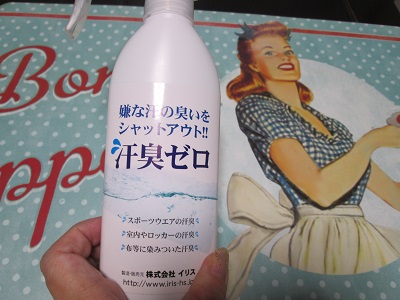 Bon
Appe
嫌な汗の臭いを
シャットアウト!!
汗臭ゼロ
スポーツウエアの汗臭
室内やロッカーの汗臭
布等に染みついた汗臭
株式会社 イリス
http://www.iris-hs.jp